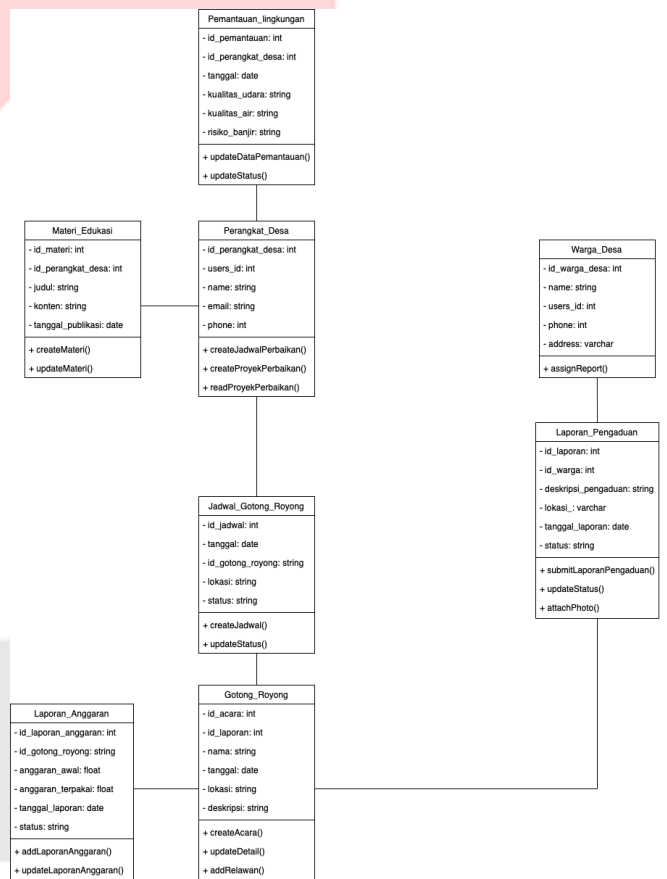 Pemantauan_lingkungan
- id_pemantauan: int
- id_perangkat_desa: int
- tanggal: date
- kualitas_udara: string
- kualitas_air: string
- risiko_banjir: string
+ updateDataPemantauan()
+ updateStatus()
Materi_Edukasi
- id_materi: int
- id_perangkat_desa: int
- judul: string
- konten: string
- tanggal_publikasi: date
+ createMateri()
+ updateMateri()
Perangkat_Desa
- id_perangkat_desa: int
- users_id: int
- name: string
- email: string
- phone: int
+ createJadwalPerbaikan()
+ createProyekPerbaikan()
+ readProyekPerbaikan()
Warga_Desa
- id_warga_desa: int
- name: string
- users_id: int
- phone: int
- address: varchar
+ assignReport()
Laporan_Pengaduan
- id_laporan: int
- id_warga: int
- deskripsi_pengaduan: string
- lokasi_: varchar
- tanggal_laporan: date
- status: string
+ submitLaporanPengaduan()
+ updateStatus()
+ attachPhoto()
Jadwal_Gotong_Royong
- id_jadwal: int
- tanggal: date
- id_gotong_royong: string
- lokasi: string
- status: string
+ createJadwal()
+ updateStatus()
Laporan_Anggaran
- id_laporan_anggaran: int
- id_gotong_royong: string
- anggaran_awal: float
- anggaran_terpakai: float
- tanggal_laporan: date
- status: string
+ addLaporanAnggaran()
+ updateLaporanAnggaran()
Gotong_Royong
- id_acara: int
- id_laporan: int
- nama: string
- tanggal: date
- lokasi: string
- deskripsi: string
+ createAcara()
+ updateDetail()
+ addRelawan()